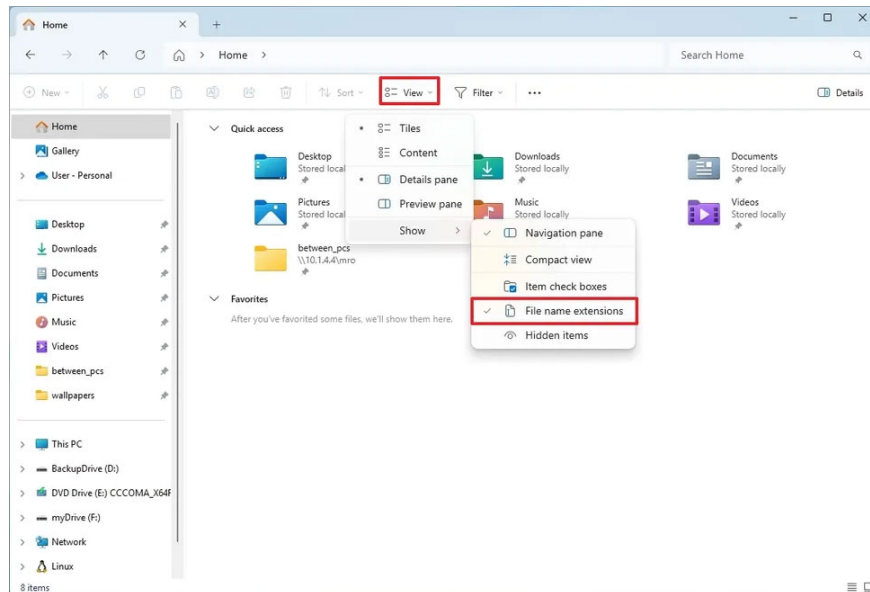 Home
Home
Search Home
New
Sort
View
Filter
Details
Home
Gallery
User - Personal
Desktop
Downloads
Documents
Pictures
Music
Videos
between_pcs
wallpapers
This PC
BackupDrive (D:)
DVD Drive (E:) CCCOMA_X64F
myDrive (F:)
Network
Linux
8 items
Quick access
Desktop
Stored local
Downloads
Stored locally
Documents
Stored locally
Pictures
Stored local
Music
Stored locally
Videos
Stored locally
between_pcs
\\10.1.4.4\mro
Favorites
After you've favorited some files, we'll show them here.
Tiles
Content
Details pane
Preview pane
Show
Navigation pane
Compact view
Item check boxes
File name extensions
Hidden items